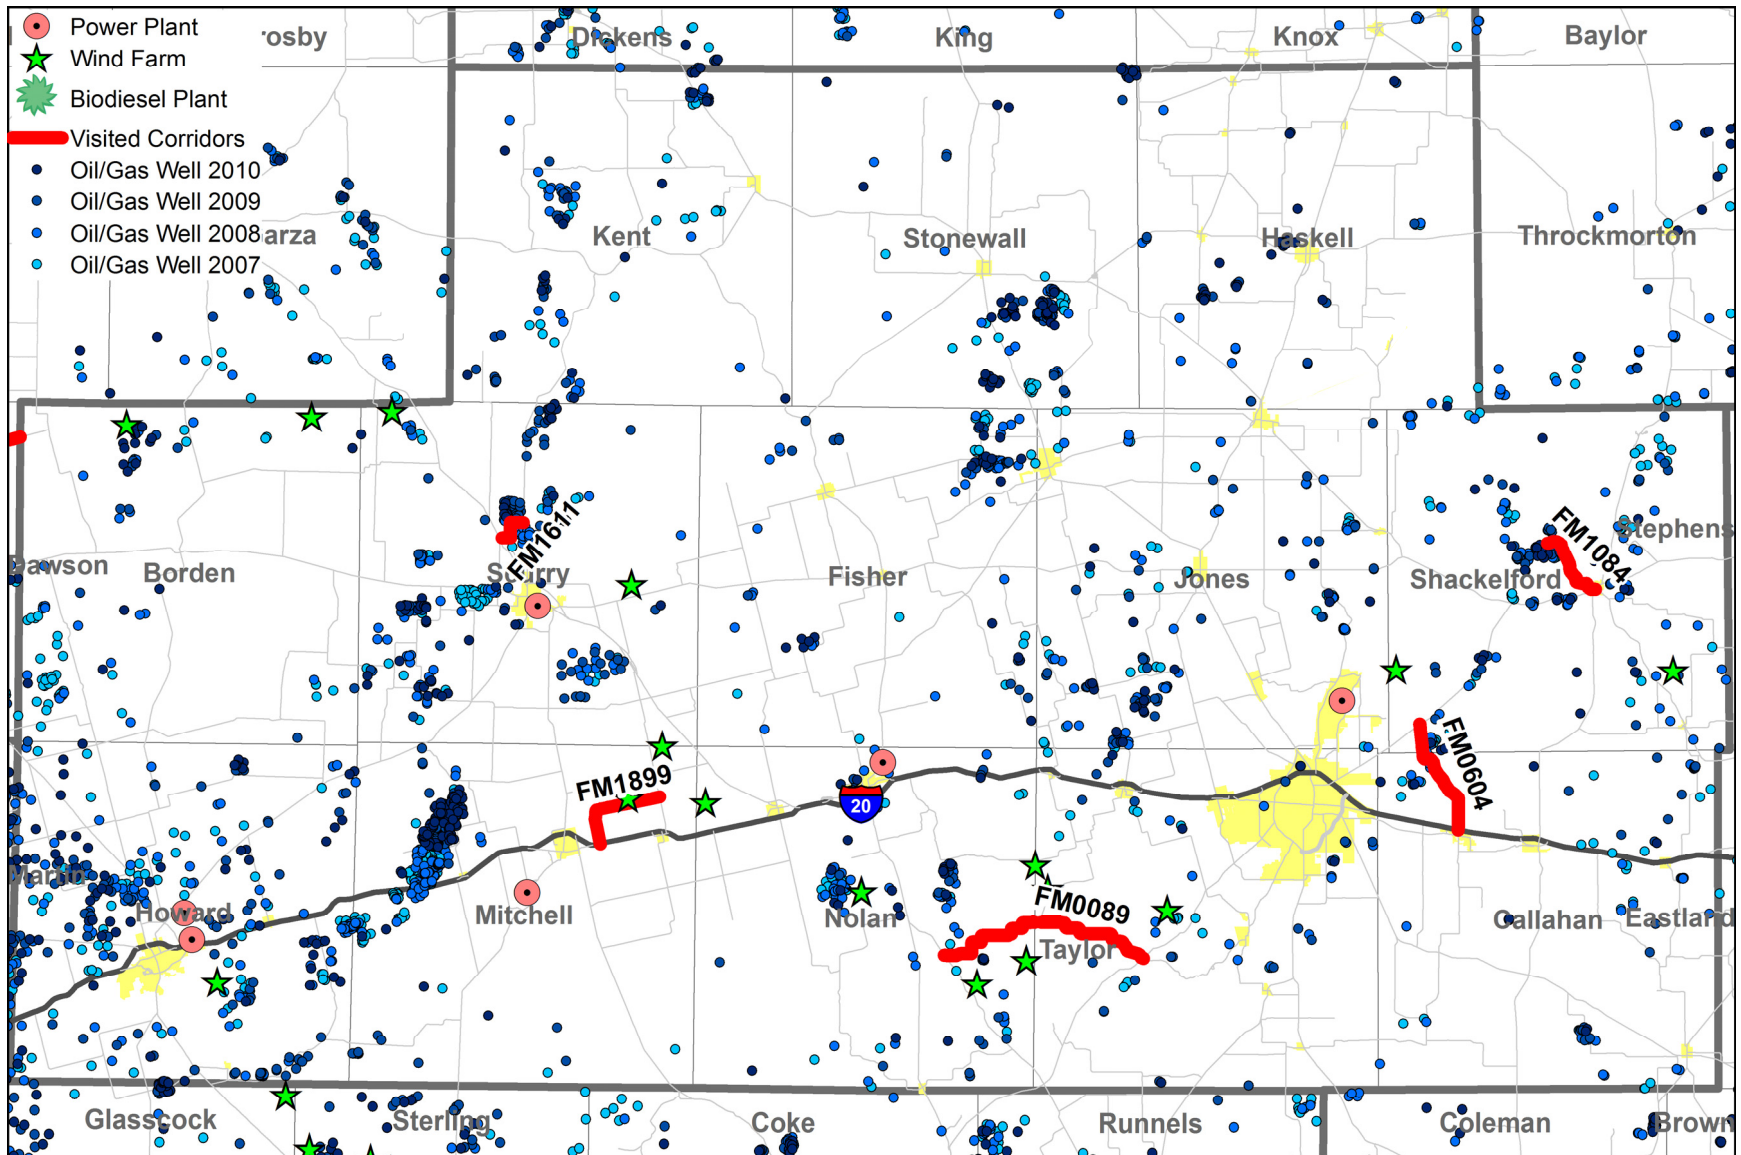 Power Plant
Wind Farm
Biodiesel Plant
Visited Corridors
Oil/Gas Well 2010
Oil/Gas Well 2009
Oil/Gas Well 2008
Oil/Gas Well 2007
rosby
Dickens
King
Knox
Baylor
arza
Kent
Stonewall
Haskell
Throckmorton
FM1611
FM1084
Stephens
Dawson
Borden
Scurry
Fisher
Jones
Shackelford
FM1899
FM0604
20
Martin
Howard
Mitchell
Nolan
FM0089
Taylor
Callahan
Eastland
Glasscock
Sterling
Coke
Runnels
Coleman
Brown